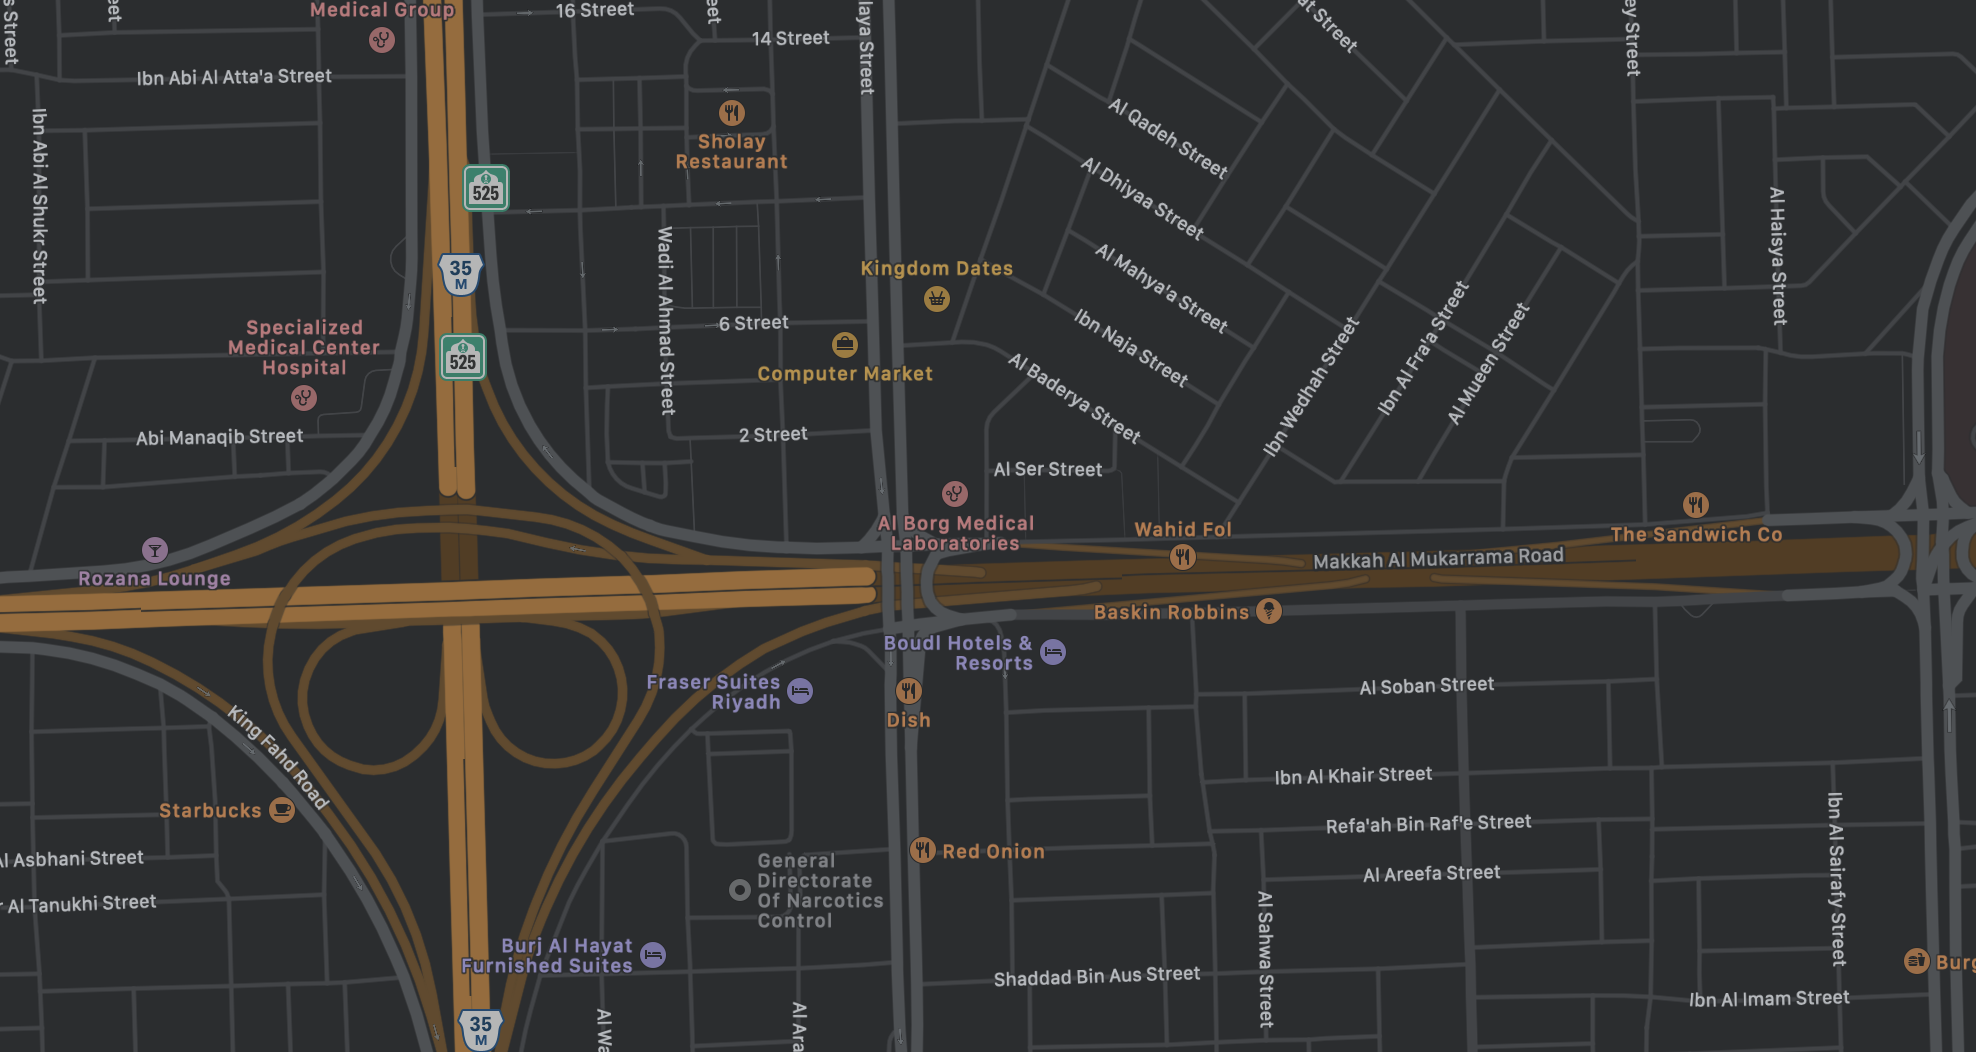 Medical Group
16 Street
14 Street
Ibn Abi Al Atta'a Street
Ibn Abi Al Shukr Street
Sholay
Restaurant
525
35
M
525
Wadi Al Ahmad Street
Kingdom Dates
6 Street
Computer Market
2 Street
Specialized
Medical Center
Hospital
Abi Manaqib Street
Al Qadeh Street
Al Dhiyaa Street
Al Mahya'a Street
Ibn Naja Street
Al Baderya Street
Ibn Wedhah Street
Ibn Al Fra'a Street
Al Mueen Street
Al Haisya Street
Al Ser Street
Al Borg Medical
Laboratories
Wahid Fol
The Sandwich Co
Makkah Al Mukarrama Road
Rozana Lounge
Baskin Robbins
Boudl Hotels &
Resorts
Fraser Suites
Riyadh
Dish
Al Soban Street
King Fahd Road
Ibn Al Khair Street
Starbucks
Refa'ah Bin Raf'e Street
Red Onion
Al Areefa Street
Al Asbhani Street
Al Tanukhi Street
General
Directorate
Of Narcotics
Control
Ibn Al Sairafy Street
Al Sahwa Street
Burj Al Hayat
Furnished Suites
Shaddad Bin Aus Street
Ibn Al Imam Street
35
M